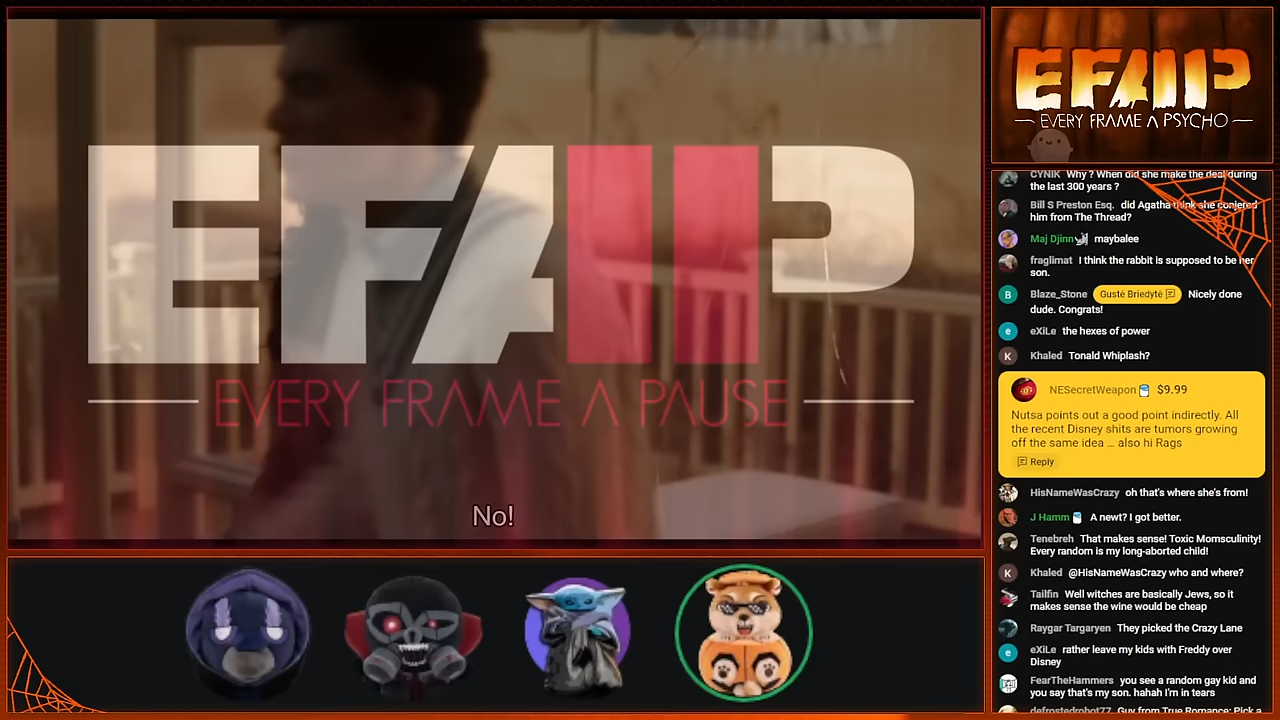 EFAP
EVERY FRAME A PAUSE
No!
EFAP
EVERY FRAME A PSYCHO
CYNIK Why ? When did she make the deal during
the last 300 years ?
Bill S Preston Esq. did Agatha think she conjered
him from The Thread?
Maj Djinn maybalee
fraglimat I think the rabbit is supposed to be her
son.
B Blaze_Stone Gustė Briedytė Nicely done
dude. Congrats!
e eXiLe the hexes of power
K Khaled Tonald Whiplash?
NESecretWeapon $9.99
Nutsa points out a good point indirectly. All
the recent Disney shits are tumors growing
off the same idea ... also hi Rags
Reply
HisNameWasCrazy oh that's where she's from!
J Hamm A newt? I got better.
Tenebreh That makes sense! Toxic Momsculinity!
Every random is my long-aborted child!
K Khaled @HisNameWasCrazy who and where?
Tailfin Well witches are basically Jews, so it
makes sense the wine would be cheap
Raygar Targaryen They picked the Crazy Lane
e eXiLe rather leave my kids with Freddy over
Disney
FearTheHammers you see a random gay kid and
you say that's my son. hahah I'm in tears
defrostedrobot77 Guy from True Romance: Pick a